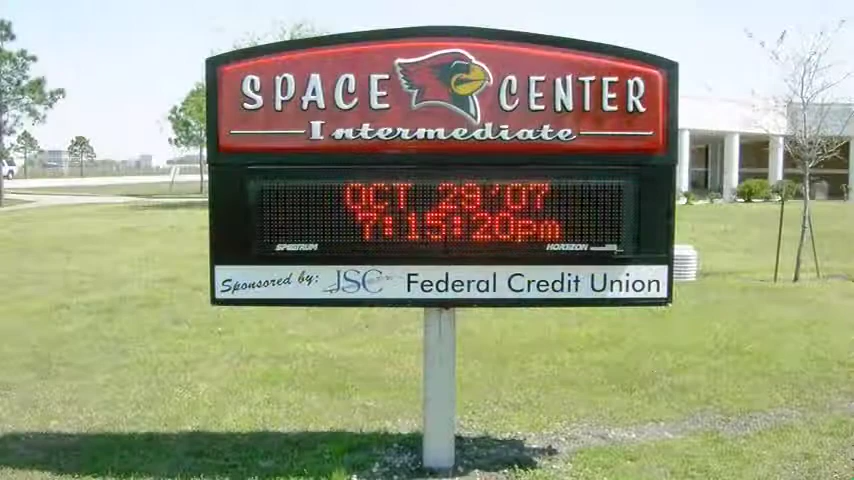 SPACE CENTER
Intermediate
OCT 29'07
7:15:20pm
SPECTRUM HORIZON
Sponsored by: JSC Federal Credit Union